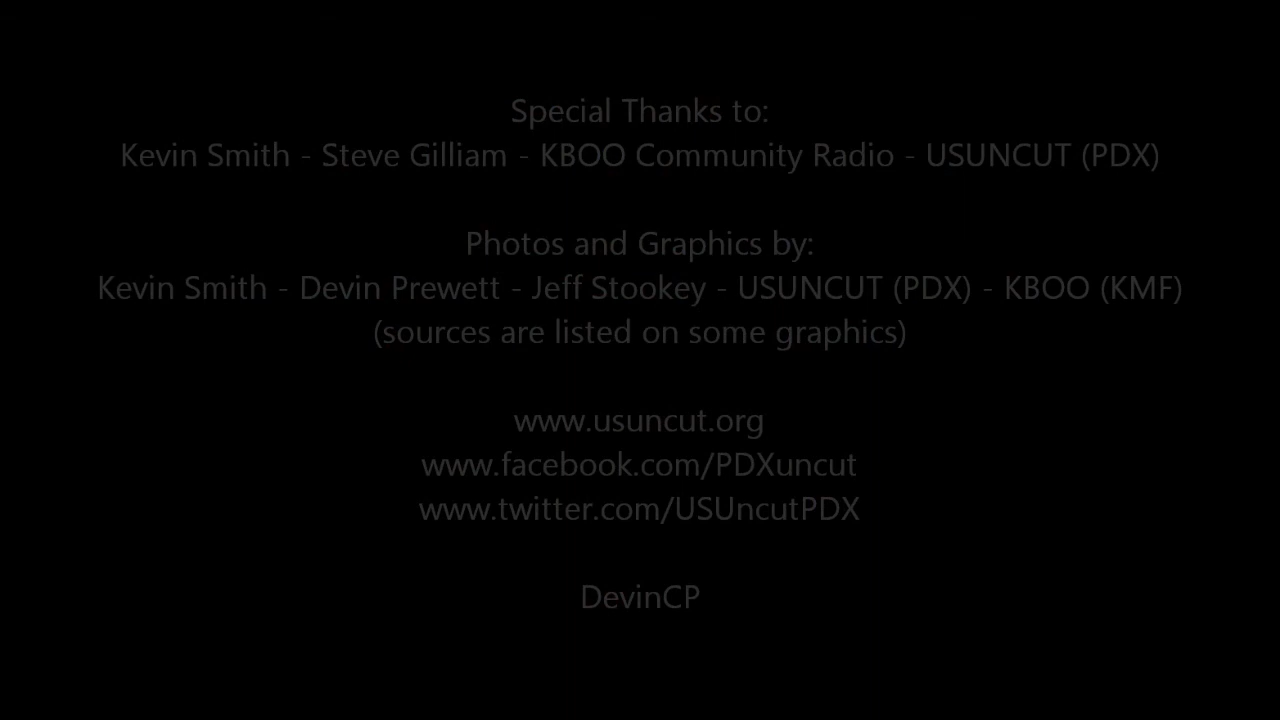 Special Thanks to:
Kevin Smith - Steve Gilliam - KBOO Community Radio - USUNCUT (PDX)
Photos and Graphics by:
Kevin Smith - Devin Prewett - Jeff Stookey - USUNCUT (PDX) - KBOO (KMF)
(sources are listed on some graphics)
www.usuncut.org
www.facebook.com/PDXuncut
www.twitter.com/USUncutPDX
DevinCP